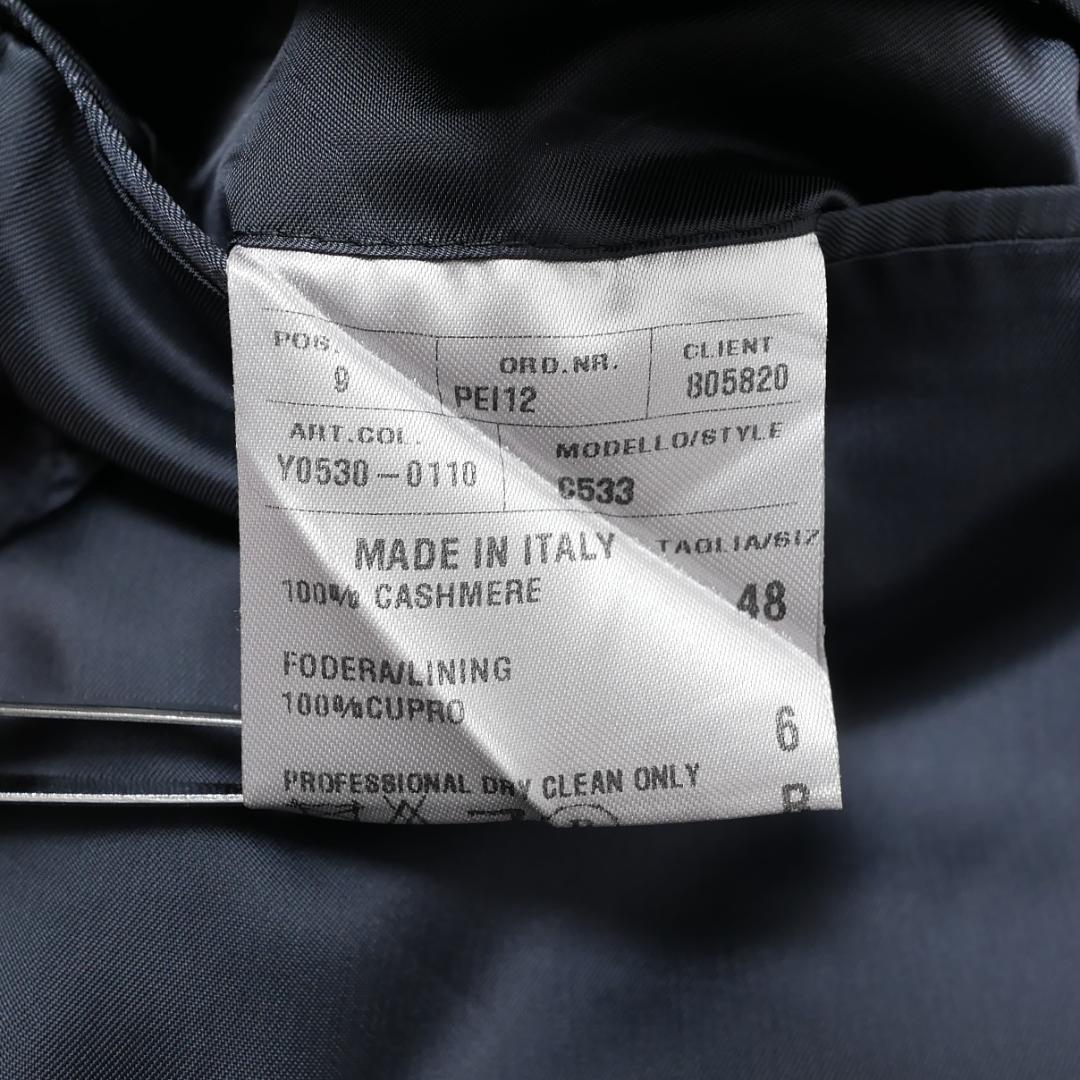 POS. ORD.NR. CLIENT
9 PEI12 805820
ART.COL. MODELLO/STYLE
Y0530-0110 C533
MADE IN ITALY TAGLIA/SIZ
100% CASHMERE 48
FODERA/LINING
100%CUPRO 6
PROFESSIONAL DRY CLEAN ONLY
R